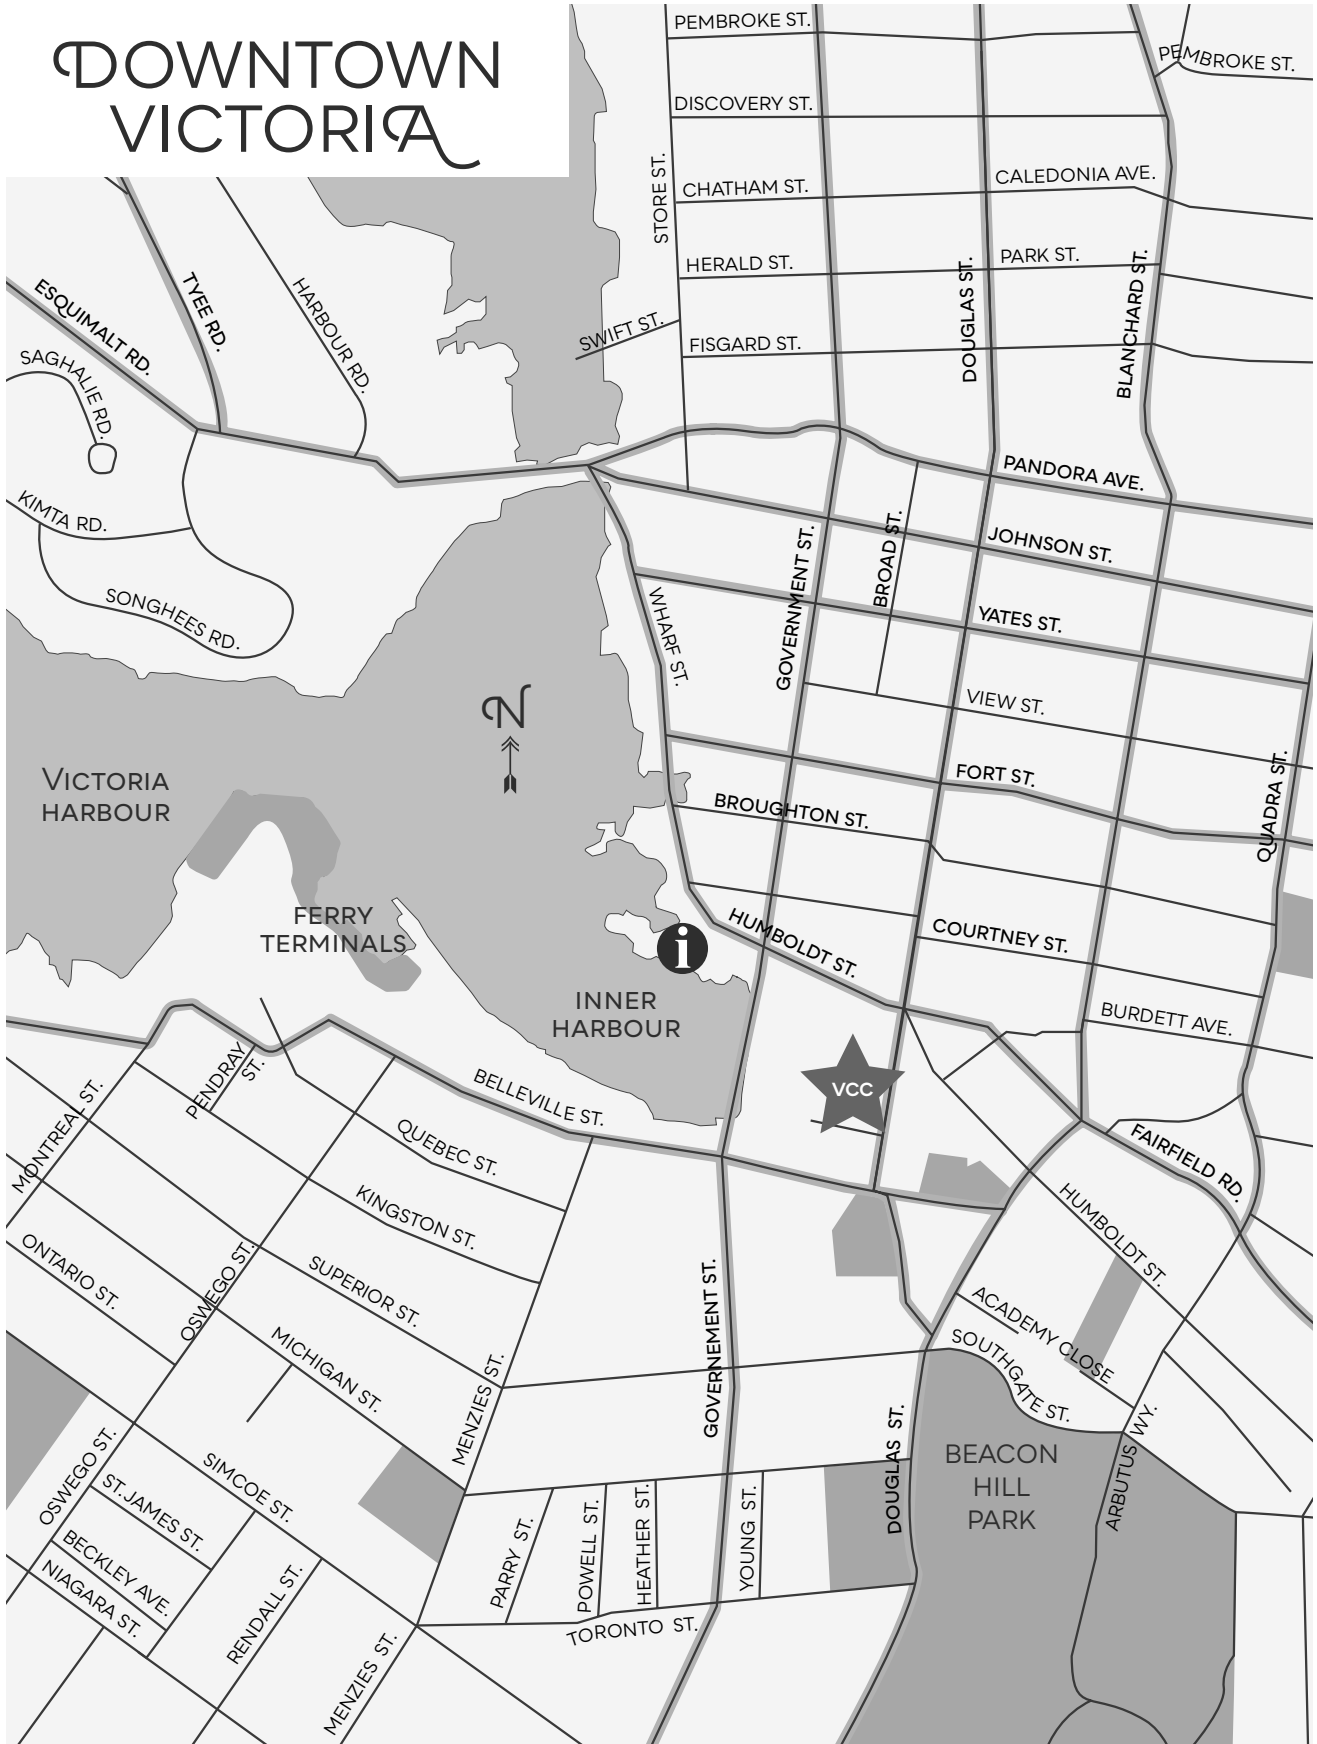 DOWNTOWN
VICTORIA
PEMBROKE ST.
PEMBROKE ST.
DISCOVERY ST.
STORE ST.
CHATHAM ST.
CALEDONIA AVE.
HERALD ST.
PARK ST.
DOUGLAS ST.
BLANCHARD ST.
SWIFT ST.
FISGARD ST.
ESQUIMALT RD.
TYEE RD.
HARBOUR RD.
SAGHALIE RD.
KIMTA RD.
SONGHEES RD.
PANDORA AVE.
JOHNSON ST.
GOVERNMENT ST.
BROAD ST.
YATES ST.
WHARF ST.
VIEW ST.
N
VICTORIA
HARBOUR
FORT ST.
QUADRA ST.
BROUGHTON ST.
FERRY
TERMINALS
i
HUMBOLDT ST.
COURTNEY ST.
INNER
HARBOUR
BURDETT AVE.
VCC
PENDRAY
ST.
BELLEVILLE ST.
MONTREAL ST.
QUEBEC ST.
FAIRFIELD RD.
KINGSTON ST.
HUMBOLDT ST.
ONTARIO ST.
OSWEGO ST.
SUPERIOR ST.
GOVERNEMENT ST.
ACADEMY CLOSE
MICHIGAN ST.
SOUTHGATE ST.
MENZIES ST.
DOUGLAS ST.
ARBUTUS WY.
BEACON
HILL
PARK
OSWEGO ST.
SIMCOE ST.
ST.JAMES ST.
BECKLEY AVE.
NIAGARA ST.
RENDALL ST.
PARRY ST.
POWELL ST.
HEATHER ST.
YOUNG ST.
TORONTO ST.
MENZIES ST.